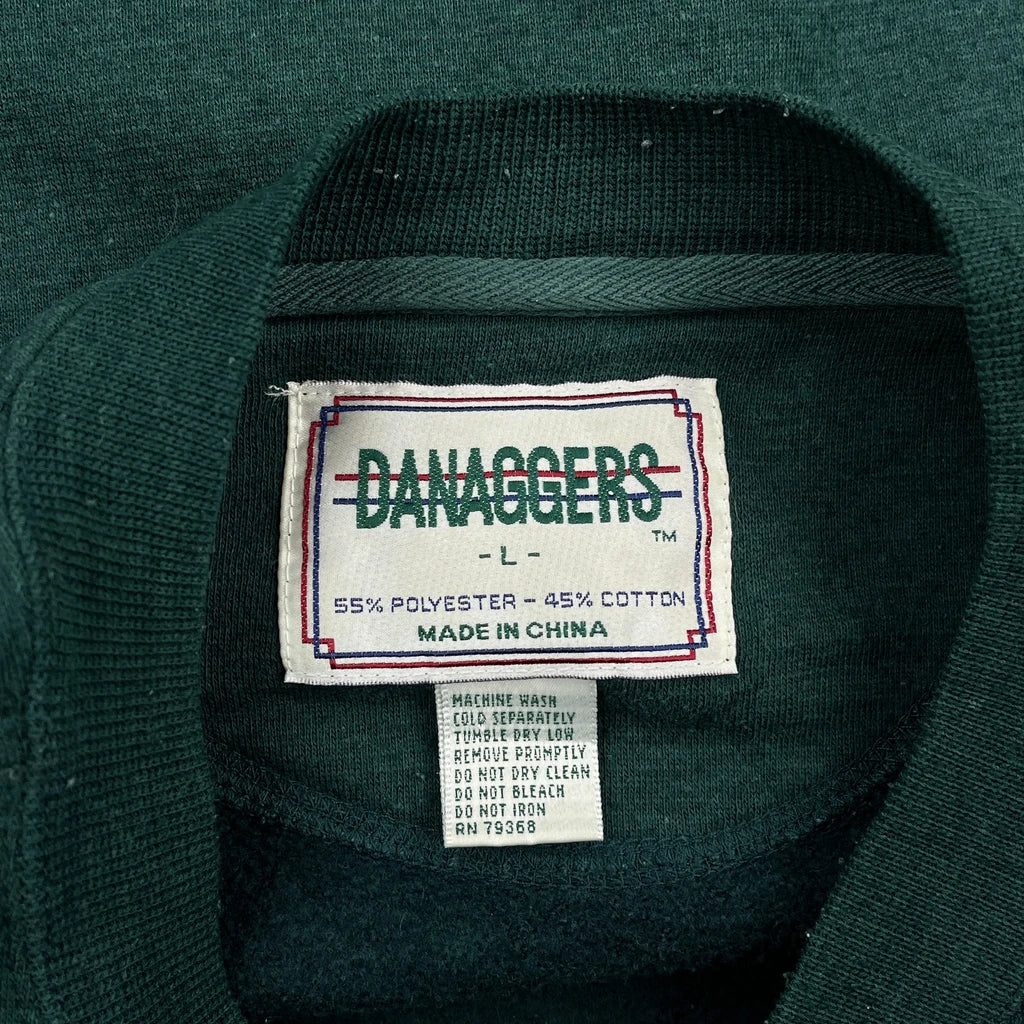 DANAGGERS
TM
- L -
55% POLYESTER - 45% COTTON
MADE IN CHINA
MACHINE WASH
COLD SEPARATELY
TUMBLE DRY LOW
REMOVE PROMPTLY
DO NOT DRY CLEAN
DO NOT BLEACH
DO NOT IRON
RN 79368